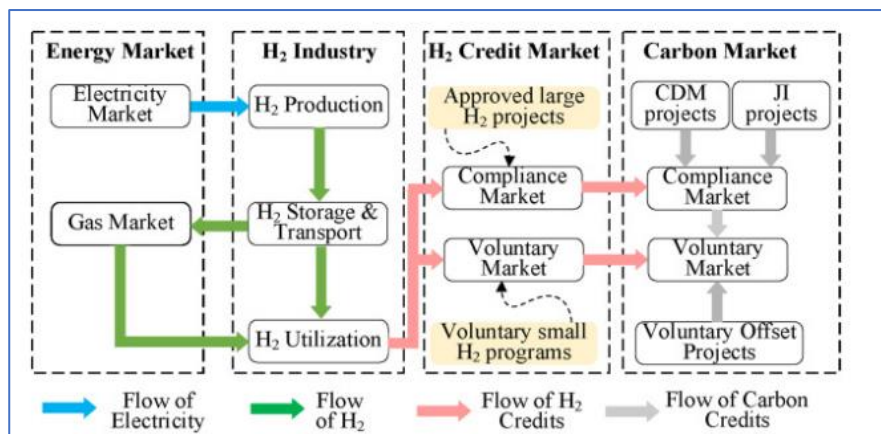 Energy Market
H₂ Industry
H₂ Credit Market
Carbon Market
Electricity
Market
H₂ Production
Approved large
H₂ projects
CDM
projects
JI
projects
Compliance
Market
Compliance
Market
Gas Market
H₂ Storage &
Transport
Voluntary
Market
Voluntary
Market
H₂ Utilization
Voluntary small
H₂ programs
Voluntary Offset
Projects
Flow of
Electricity
Flow
of H₂
Flow of H₂
Credits
Flow of Carbon
Credits